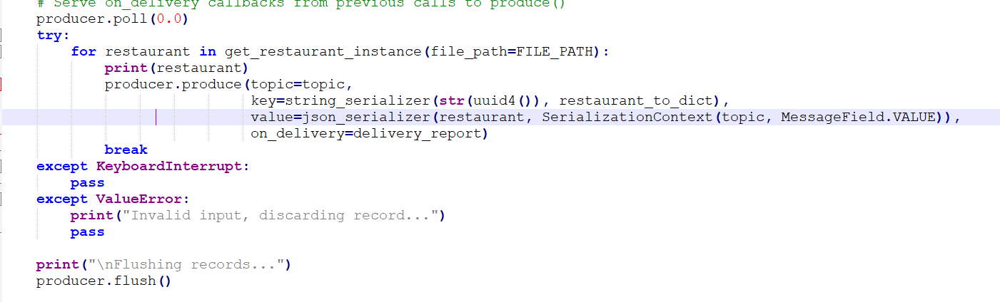 # Serve on_delivery callbacks from previous calls to produce()
producer.poll(0.0)
try:
for restaurant in get_restaurant_instance(file_path=FILE_PATH):
print(restaurant)
producer.produce(topic=topic,
key=string_serializer(str(uuid4()), restaurant_to_dict),
value=json_serializer(restaurant, SerializationContext(topic, MessageField.VALUE)),
on_delivery=delivery_report)
break
except KeyboardInterrupt:
pass
except ValueError:
print("Invalid input, discarding record...")
pass
print("\nFlushing records...")
producer.flush()